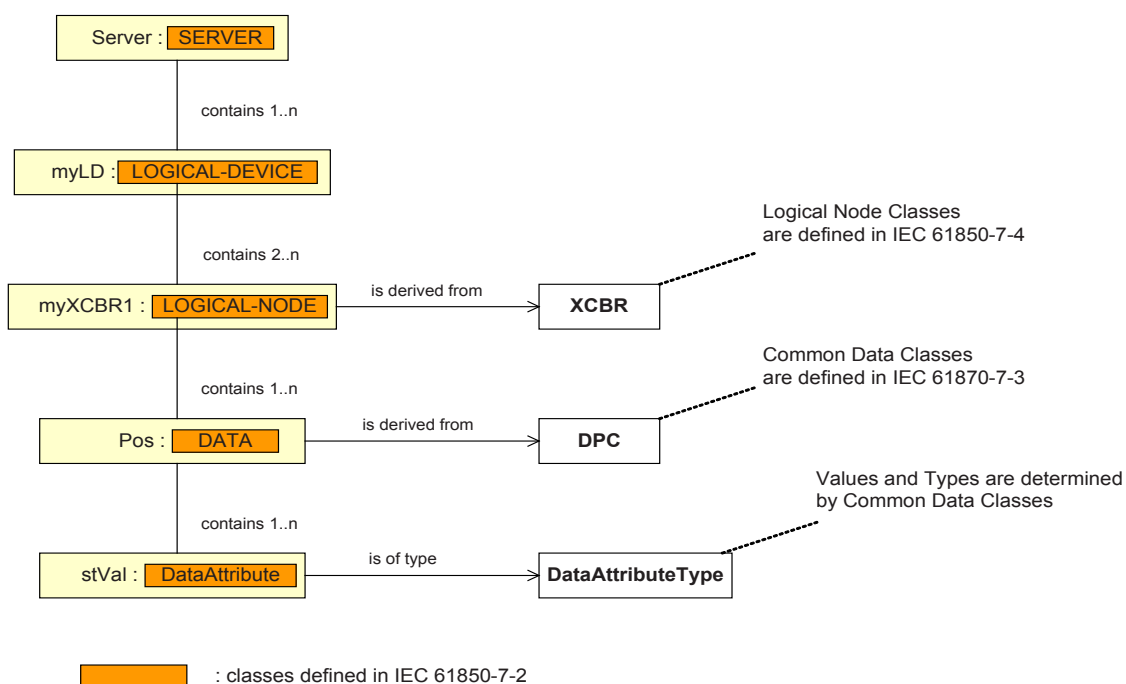 Server : SERVER
contains 1..n
myLD : LOGICAL-DEVICE
Logical Node Classes
are defined in IEC 61850-7-4
contains 2..n
myXCBR1 : LOGICAL-NODE
is derived from
XCBR
Common Data Classes
are defined in IEC 61870-7-3
contains 1..n
Pos : DATA
is derived from
DPC
Values and Types are determined
by Common Data Classes
contains 1..n
stVal : DataAttribute
is of type
DataAttributeType
: classes defined in IEC 61850-7-2